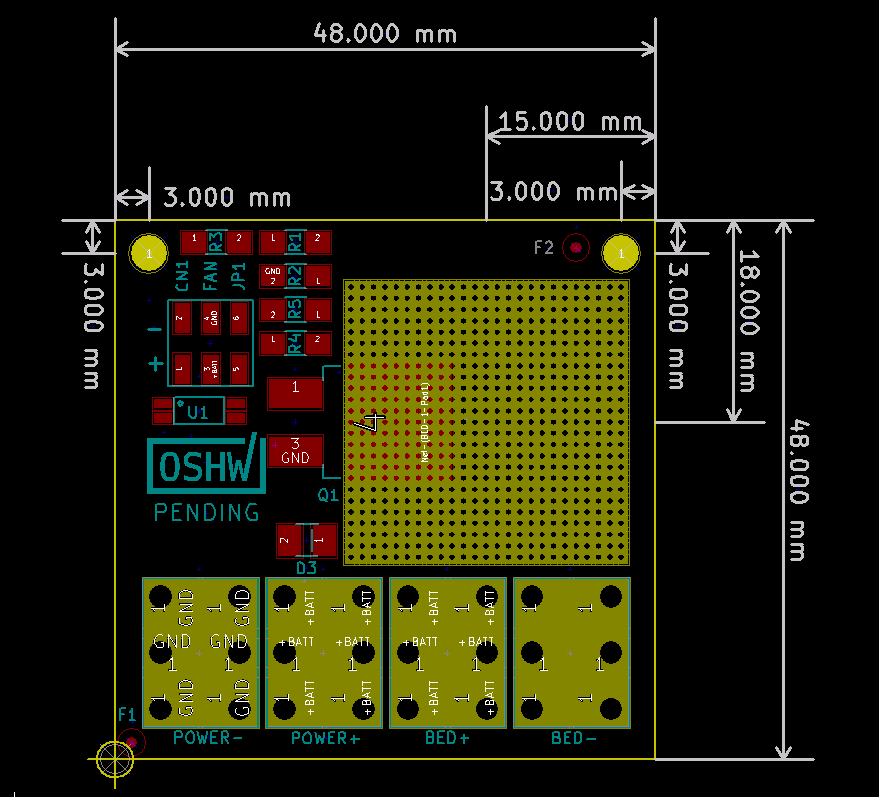 48.000 mm
15.000 mm
3.000 mm
3.000 mm
3.000 mm
3.000 mm
18.000 mm
48.000 mm
1
1
F2
1 R3 2
1 R1 2
CN1
FAN
JP1
GND
2 R2 1
2 R5 1
1 R4 2
-
+
2
4
GND
6
1
3
+BATT
5
U1
1
3
GND
4
Net-(BED-1-Pad1)
Q1
OSHW
PENDING
2 1
D3
1 GND 1 GND
GND GND
1 1
1 GND 1 GND
1 +BATT 1 +BATT
+BATT +BATT
1 1
1 +BATT 1 +BATT
1 +BATT 1 +BATT
+BATT +BATT
1 1
1 +BATT 1 +BATT
1 1
1 1
1 1
F1
POWER-
POWER+
BED+
BED-